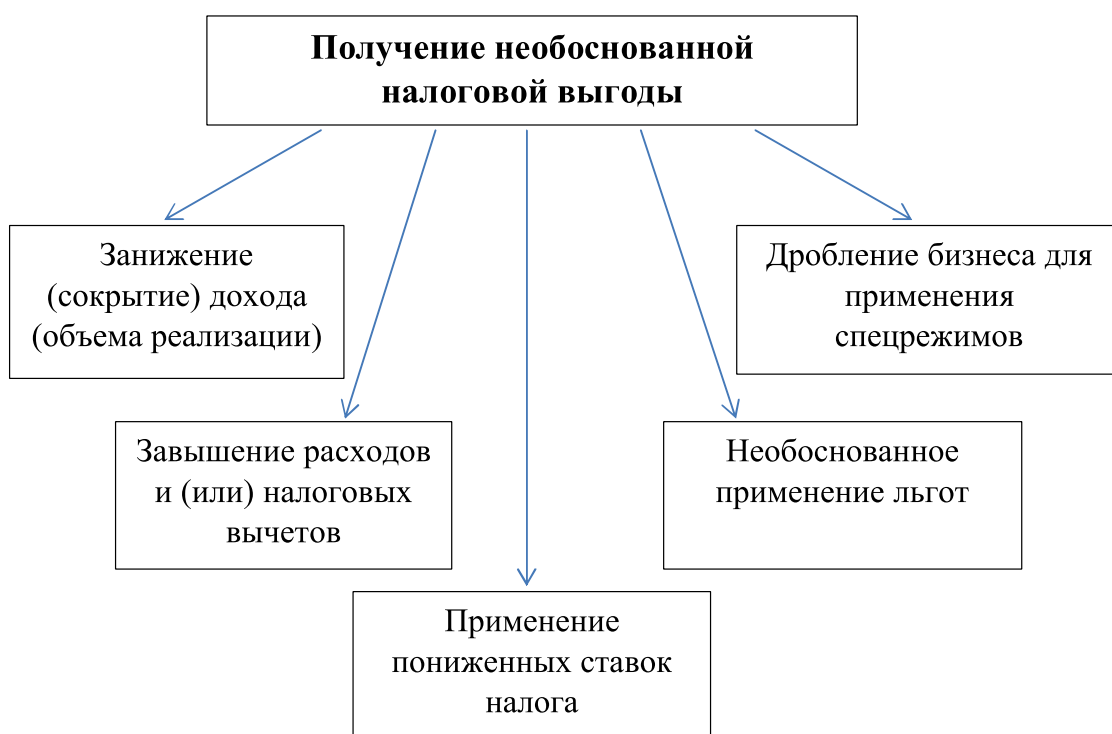 Получение необоснованной
налоговой выгоды
Занижение
(сокрытие) дохода
(объема реализации)
Дробление бизнеса для
применения
спецрежимов
Завышение расходов
и (или) налоговых
вычетов
Необоснованное
применение льгот
Применение
пониженных ставок
налога